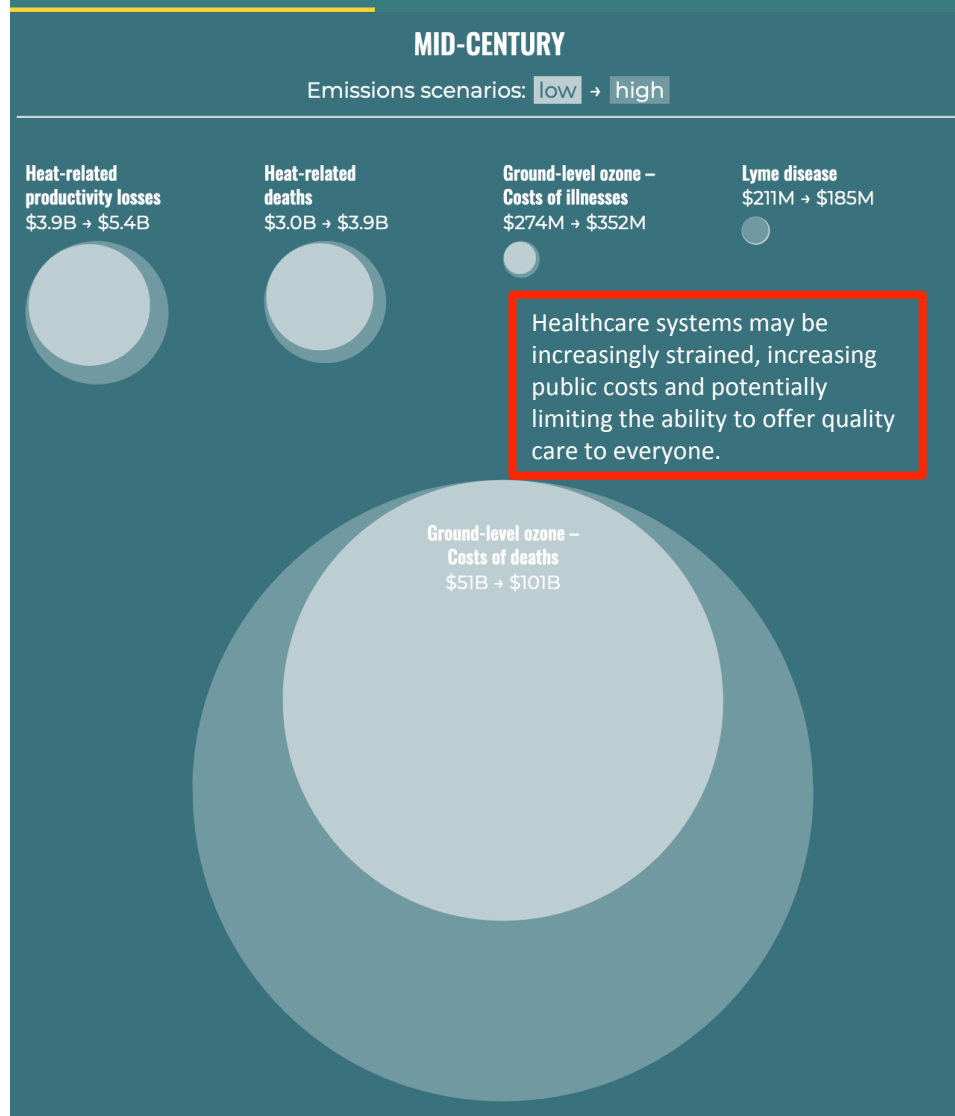 MID-CENTURY
Emissions scenarios: low → high
Heat-related
productivity losses
$3.9B → $5.4B
Heat-related
deaths
$3.0B → $3.9B
Ground-level ozone –
Costs of illnesses
$274M → $352M
Lyme disease
$211M → $185M
Healthcare systems may be
increasingly strained, increasing
public costs and potentially
limiting the ability to offer quality
care to everyone.
Ground-level ozone –
Costs of deaths
$51B → $101B